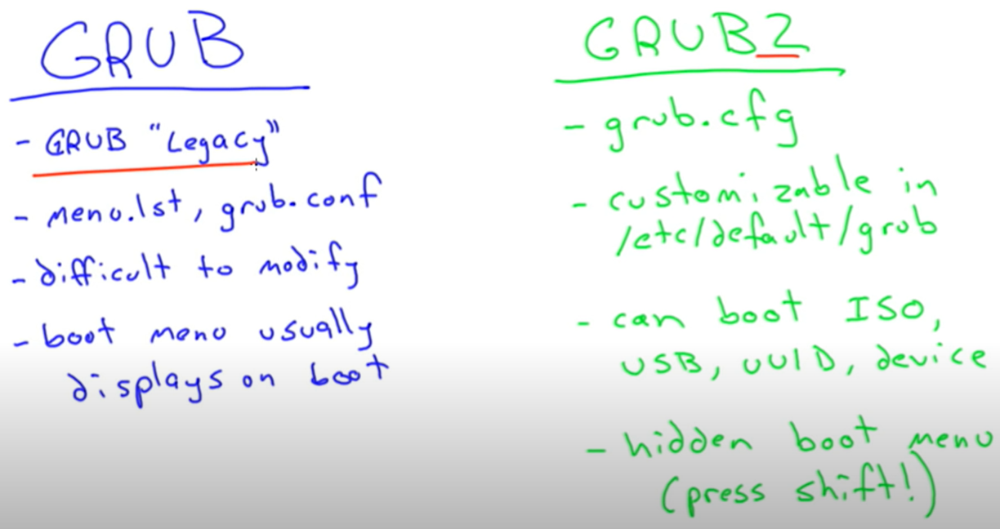 GRUB
- GRUB "Legacy"
- menu.lst, grub.conf
- difficult to modify
- boot menu usually
displays on boot
GRUB2
- grub.cfg
- customizable in
/etc/default/grub
- can boot ISO,
USB, UUID, device
- hidden boot menu
(press shift!)